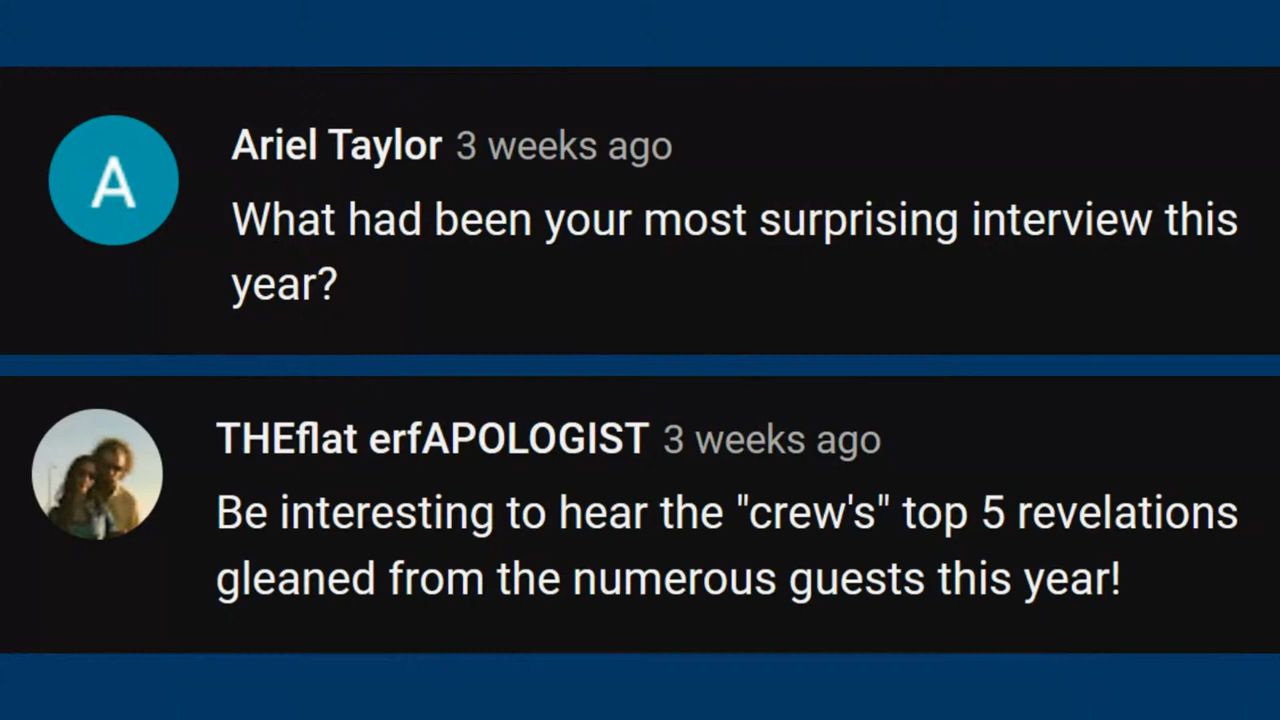 A
Ariel Taylor 3 weeks ago
What had been your most surprising interview this
year?
THEflat erfAPOLOGIST 3 weeks ago
Be interesting to hear the "crew's" top 5 revelations
gleaned from the numerous guests this year!